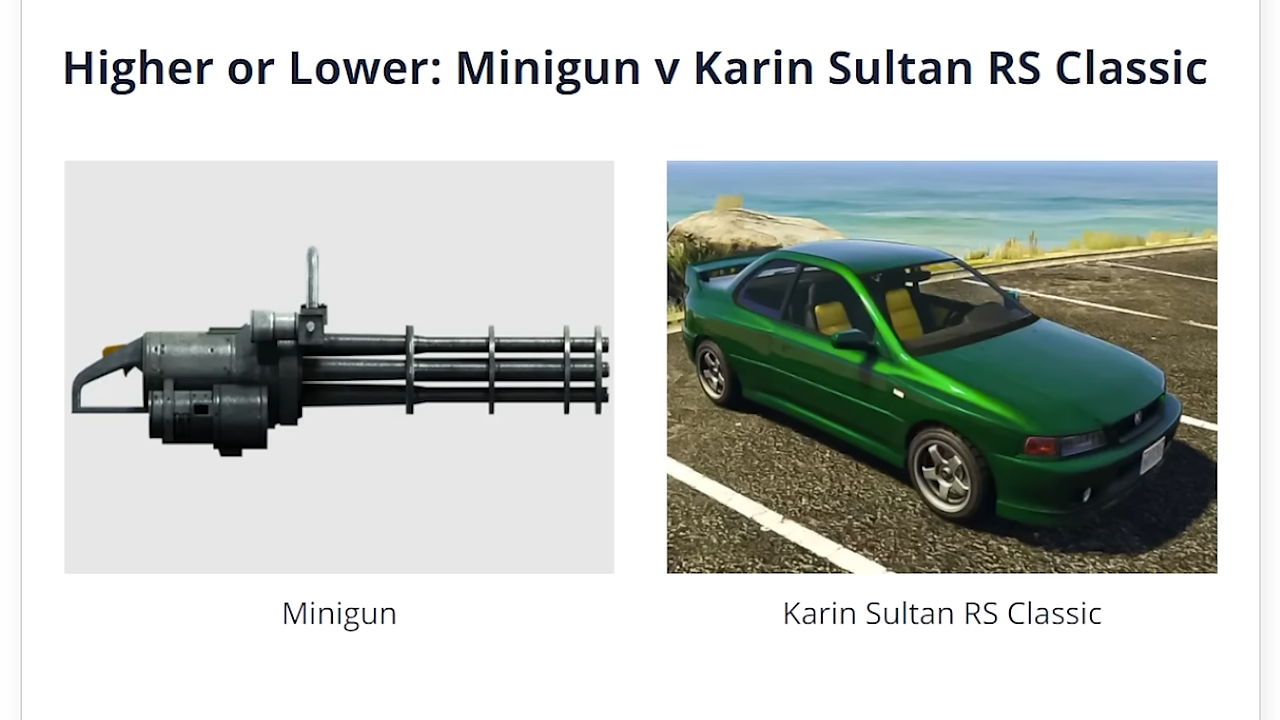 Higher or Lower: Minigun v Karin Sultan RS Classic
Minigun
Karin Sultan RS Classic